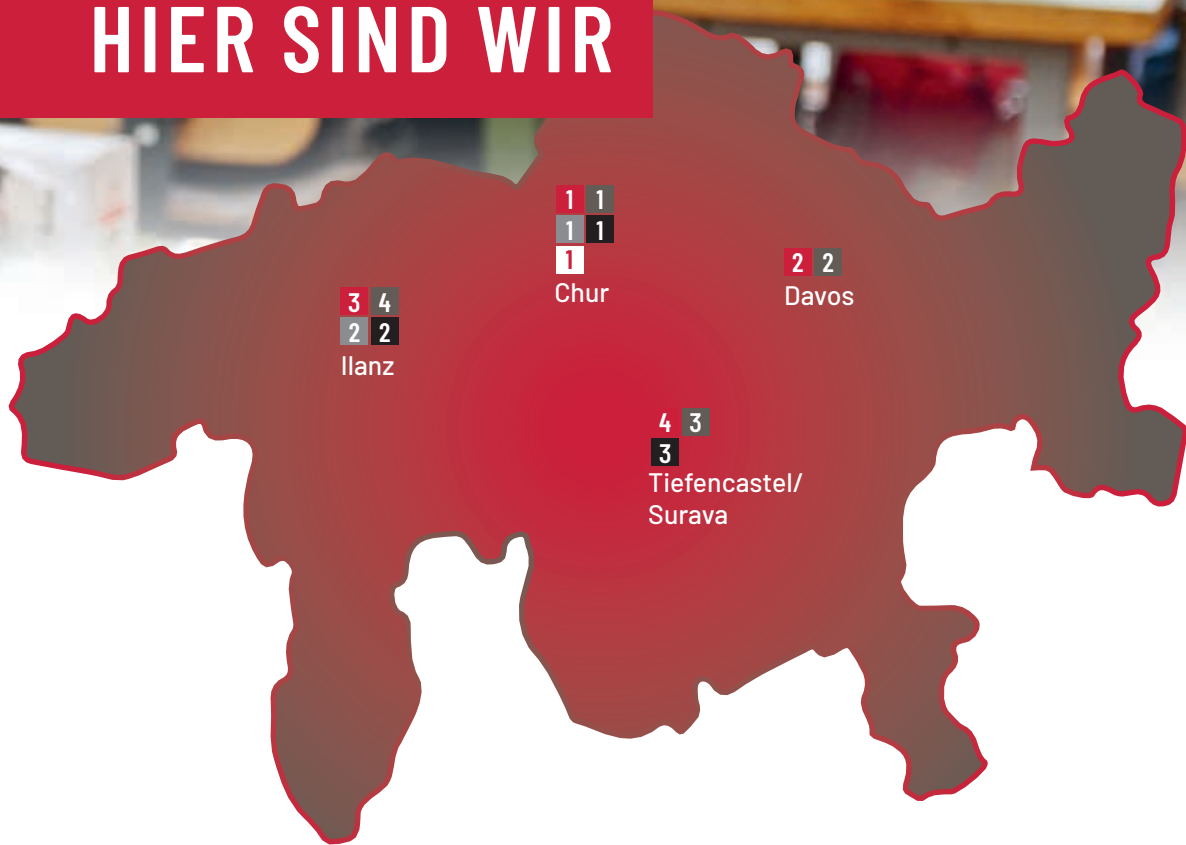 HIER SIND WIR
1 1
1 1
1
Chur
2 2
Davos
3 4
2 2
Ilanz
4 3
3
Tiefencastel/
Surava